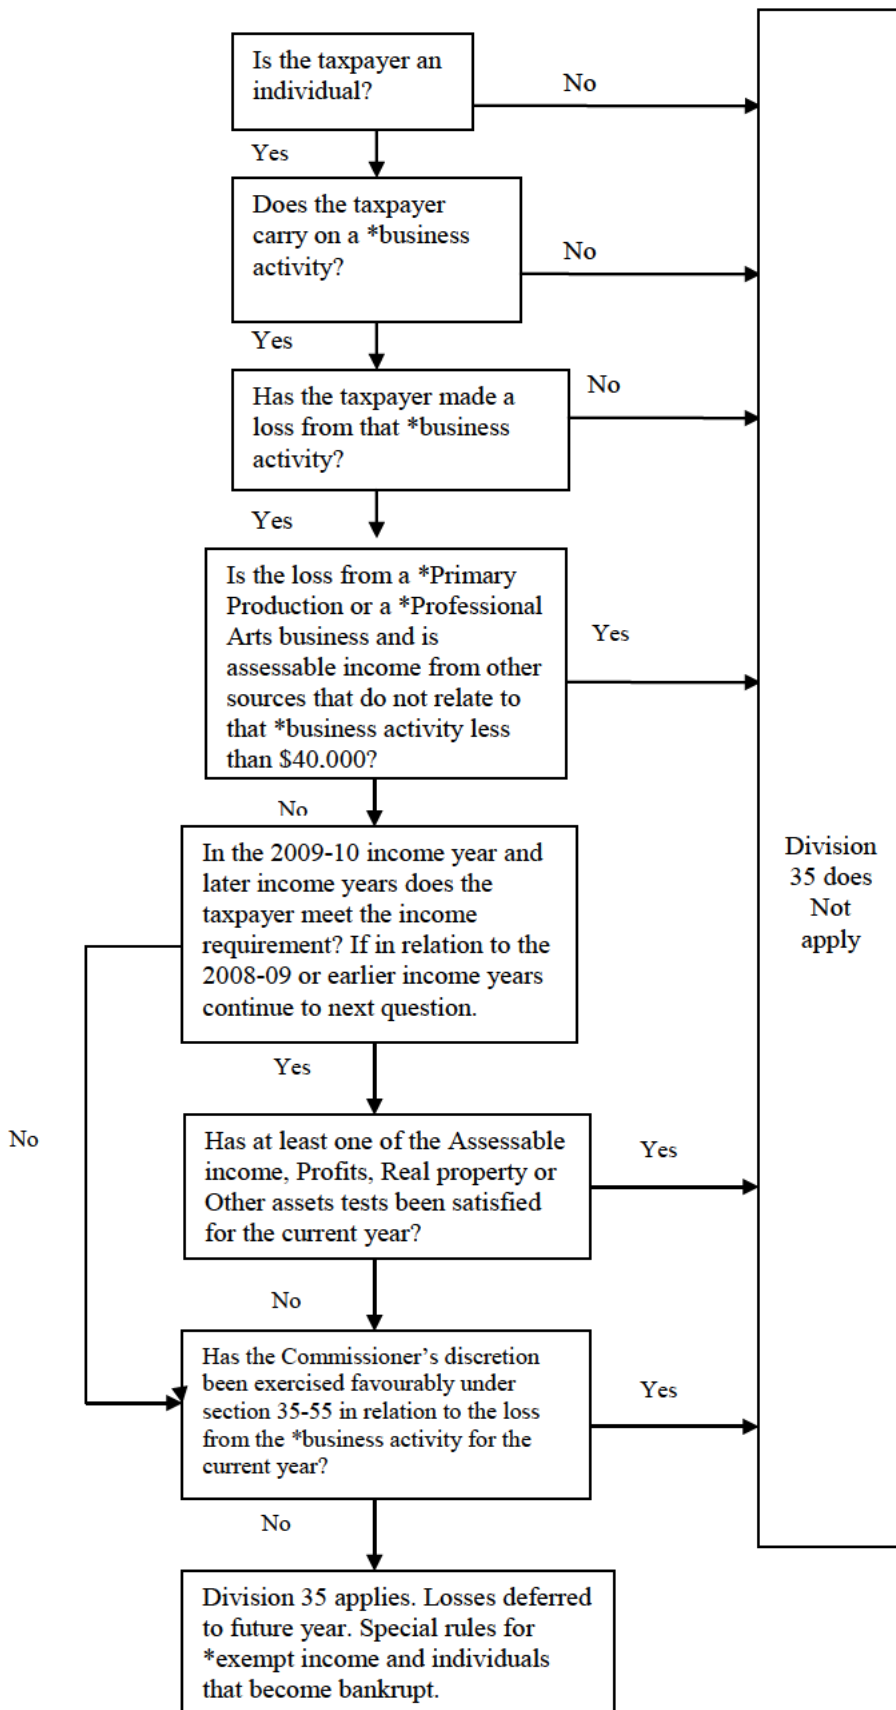 Is the taxpayer an
individual?
No
Yes
Does the taxpayer
carry on a *business
activity?
No
Yes
Has the taxpayer made a
loss from that *business
activity?
No
Yes
Is the loss from a *Primary
Production or a *Professional
Arts business and is
assessable income from other
sources that do not relate to
that *business activity less
than $40.000?
Yes
No
In the 2009-10 income year and
later income years does the
taxpayer meet the income
requirement? If in relation to the
2008-09 or earlier income years
continue to next question.
Division
35 does
Not
apply
Yes
No
Has at least one of the Assessable
income, Profits, Real property or
Other assets tests been satisfied
for the current year?
Yes
No
Has the Commissioner’s discretion
been exercised favourably under
section 35-55 in relation to the loss
from the *business activity for the
current year?
Yes
No
Division 35 applies. Losses deferred
to future year. Special rules for
*exempt income and individuals
that become bankrupt.